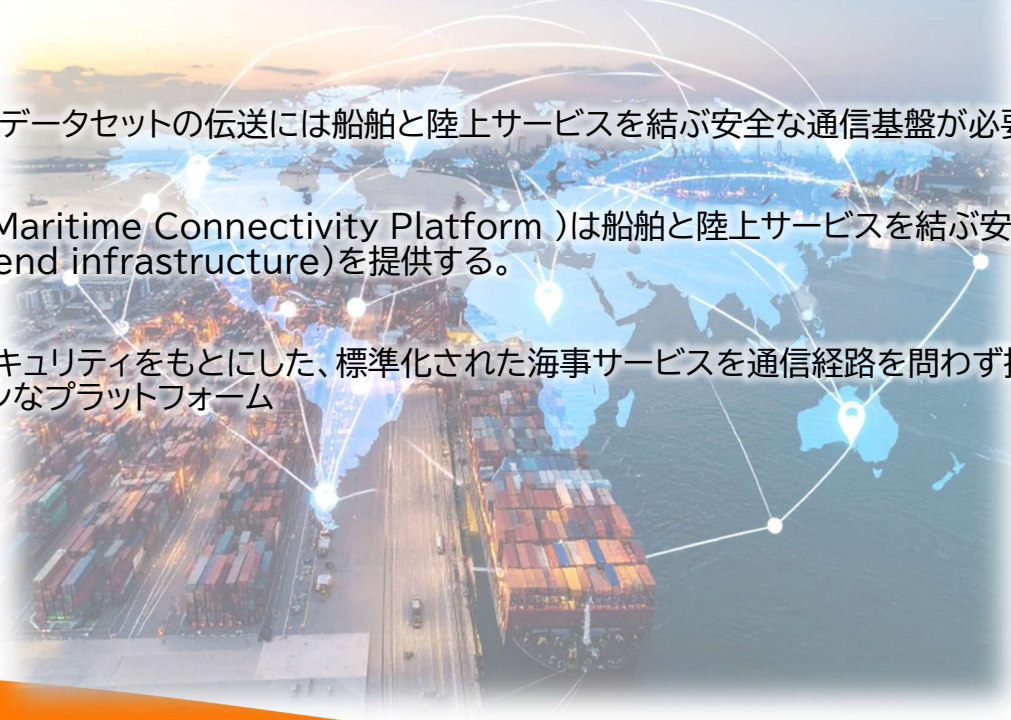 データセットの伝送には船舶と陸上サービスを結ぶ安全な通信基盤が必要
Maritime Connectivity Platform )は船舶と陸上サービスを結ぶ安
end infrastructure)を提供する。
キュリティをもとにした、標準化された海事サービスを通信経路を問わず
ンなプラットフォーム